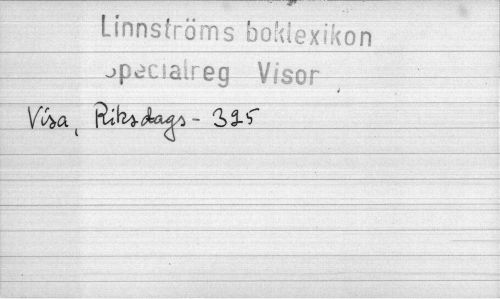 Linnströms boklexikon
Specialreg Visor
Visa, Riksdags - 325